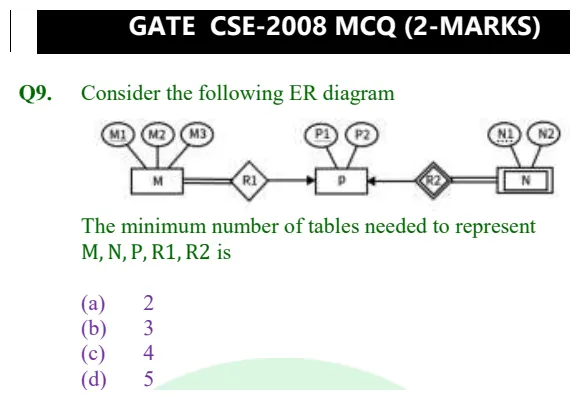 GATE CSE-2008 MCQ (2-MARKS)
Q9. Consider the following ER diagram
M1 M2 M3 P1 P2 N1 N2
M R1 P R2 N
The minimum number of tables needed to represent
M, N, P, R1, R2 is
(a) 2
(b) 3
(c) 4
(d) 5